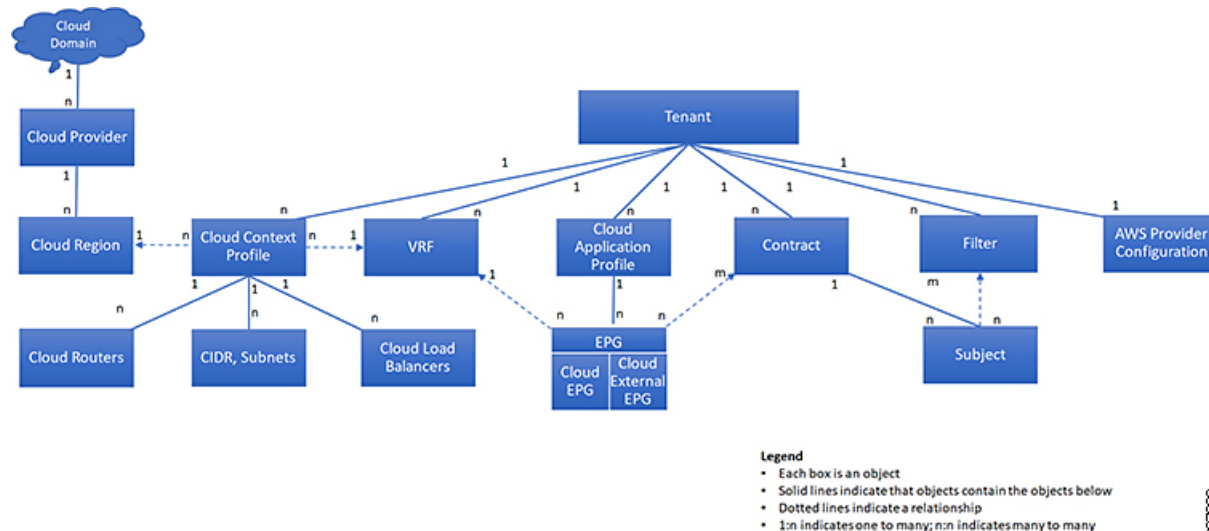 Cloud
Domain
1
n
Cloud Provider
Tenant
1
n
1
1
1
1
1
1
n
n
n
n
n
1
Cloud Region
1
n
Cloud Context
Profile
n
1
VRF
Cloud
Application
Profile
Contract
Filter
AWS Provider
Configuration
1
1
1
1
1
m
1
m
n
n
n
n
n
n
n
n
Cloud Routers
CIDR, Subnets
Cloud Load
Balancers
EPG
Cloud
EPG
Cloud
External
EPG
Subject
Legend
• Each box is an object
• Solid lines indicate that objects contain the objects below
• Dotted lines indicate a relationship
• 1:n indicates one to many; n:n indicates many to many